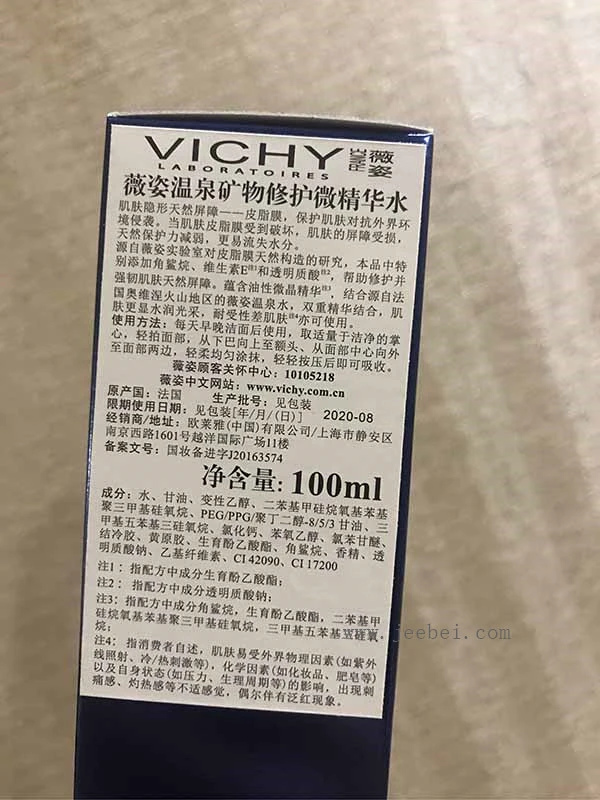 VICHY
LABORATOIRES
HOMME
薇姿
薇姿温泉矿物修护微精华水
肌肤隐形天然屏障——皮脂膜，保护肌肤对抗外界环
境侵袭。当肌肤皮脂膜受到破坏，肌肤的屏障受损，
天然保护力减弱，更易流失水分。
源自薇姿实验室对皮脂膜天然构造的研究，本品中特
别添加角鲨烷、维生素E注1和透明质酸注2，帮助修护并
强韧肌肤天然屏障。蕴含油性微晶精华注3，结合源自法
国奥维涅火山地区的薇姿温泉水，双重精华结合，肌
肤更显水润光采，耐受性差肌肤注4亦可使用。
使用方法：每天早晚洁面后使用，取适量于洁净的掌
心，轻拍面部，从下巴向上至额头、从面部中心向外
至面部两边，轻柔均匀涂抹，轻轻按压后即可吸收。
薇姿顾客关怀中心：10105218
薇姿中文网站：www.vichy.com.cn
原产国：法国 生产批号：见包装
限期使用日期：见包装[年/月/(日)] 2020-08
经销商/地址：欧莱雅(中国)有限公司/上海市静安区
南京西路1601号越洋国际广场11楼
备案文号：国妆备进字J20163574
净含量：100ml
成分：水、甘油、变性乙醇、二苯基甲硅烷氧基苯基
聚三甲基硅氧烷、PEG/PPG/聚丁二醇-8/5/3 甘油、三
甲基五苯基三硅氧烷、氯化钙、苯氧乙醇、氯苯甘醚、
结冷胶、黄原胶、生育酚乙酸酯、角鲨烷、香精、透
明质酸钠、乙基纤维素、CI 42090、CI 17200
注1：指配方中成分生育酚乙酸酯；
注2：指配方中成分透明质酸钠；
注3：指配方中成分角鲨烷，生育酚乙酸酯，二苯基甲
硅烷氧基苯基聚三甲基硅氧烷，三甲基五苯基三硅氧
烷；
注4：指消费者自述，肌肤易受外界物理因素(如紫外
线照射、冷/热刺激等)，化学因素(如化妆品、肥皂等)
以及自身状态(如压力、生理周期等)的影响，出现刺
痛感、灼热感等不适感觉，偶尔伴有泛红现象。
jeebei.com